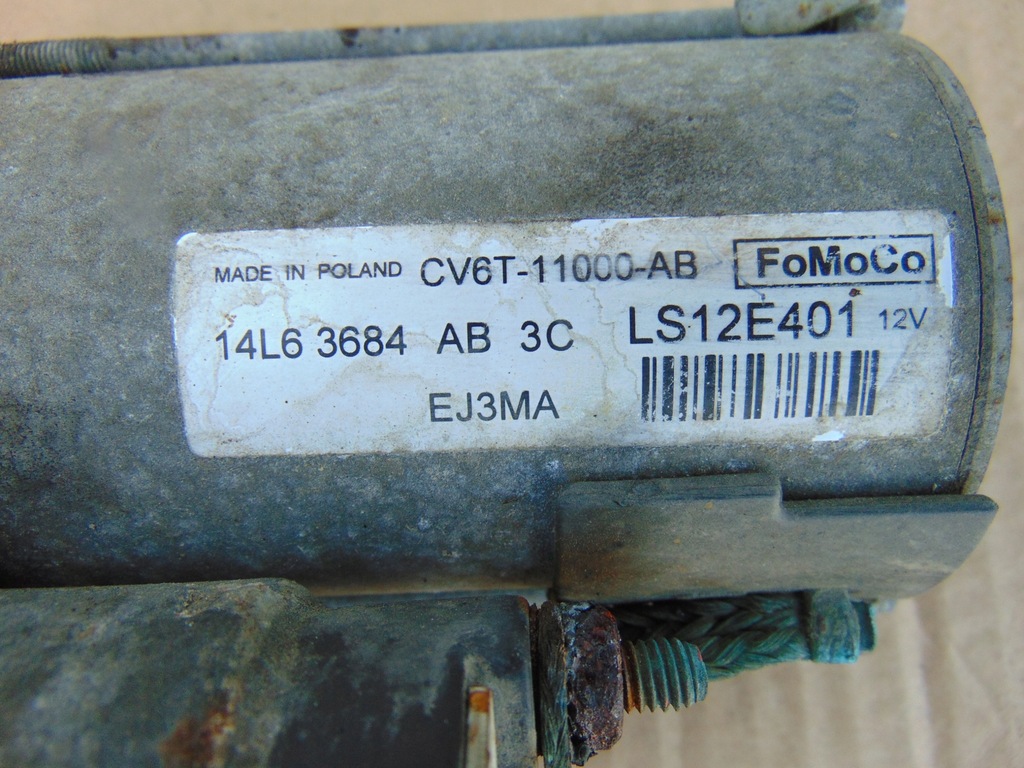 MADE IN POLAND CV6T-11000-AB FoMoCo
14L6 3684 AB 3C LS12E401 12V
EJ3MA